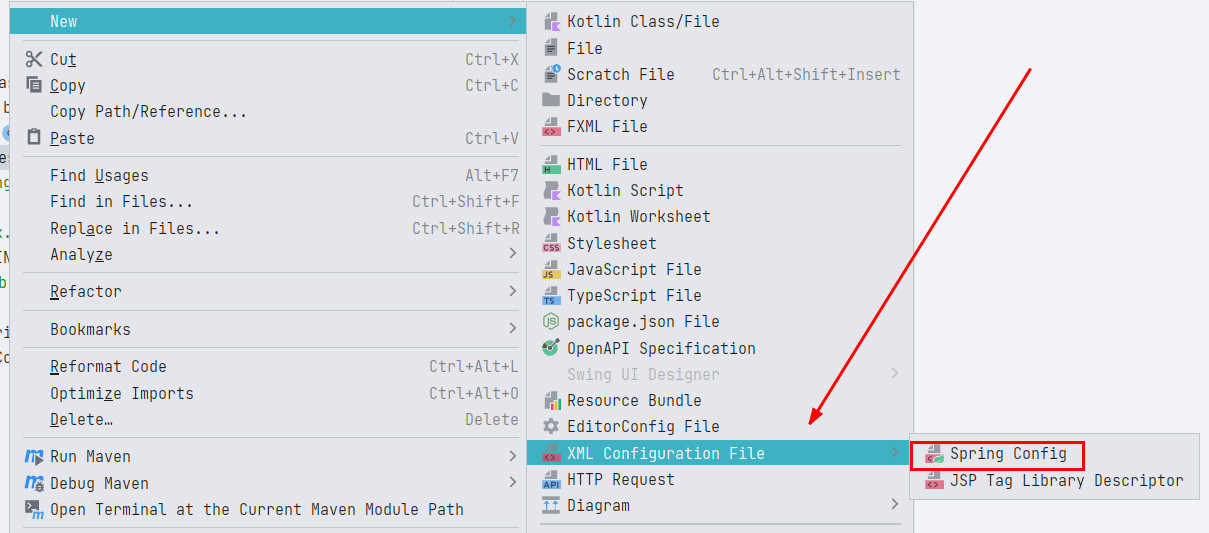 New
Cut Ctrl+X
Copy Ctrl+C
Copy Path/Reference...
Paste Ctrl+V
Find Usages Alt+F7
Find in Files... Ctrl+Shift+F
Replace in Files... Ctrl+Shift+R
Analyze
Refactor
Bookmarks
Reformat Code Ctrl+Alt+L
Optimize Imports Ctrl+Alt+O
Delete… Delete
Run Maven
Debug Maven
Open Terminal at the Current Maven Module Path
Kotlin Class/File
File
Scratch File Ctrl+Alt+Shift+Insert
Directory
FXML File
HTML File
Kotlin Script
Kotlin Worksheet
CSS Stylesheet
JS JavaScript File
TS TypeScript File
package.json File
OpenAPI Specification
Swing UI Designer
Resource Bundle
EditorConfig File
XML Configuration File
API HTTP Request
Diagram
Spring Config
JSP Tag Library Descriptor